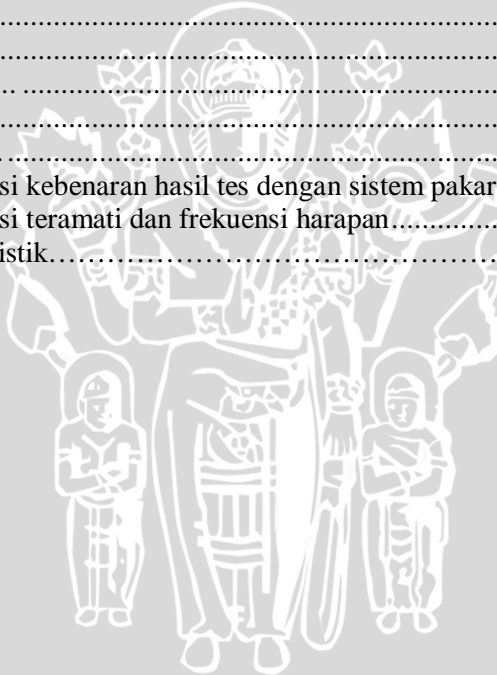 ................................................................
................................................................
.. .............................................................
................................................................
. ..............................................................
si kebenaran hasil tes dengan sistem pakar
si teramati dan frekuensi harapan...............
istik…………………………………………